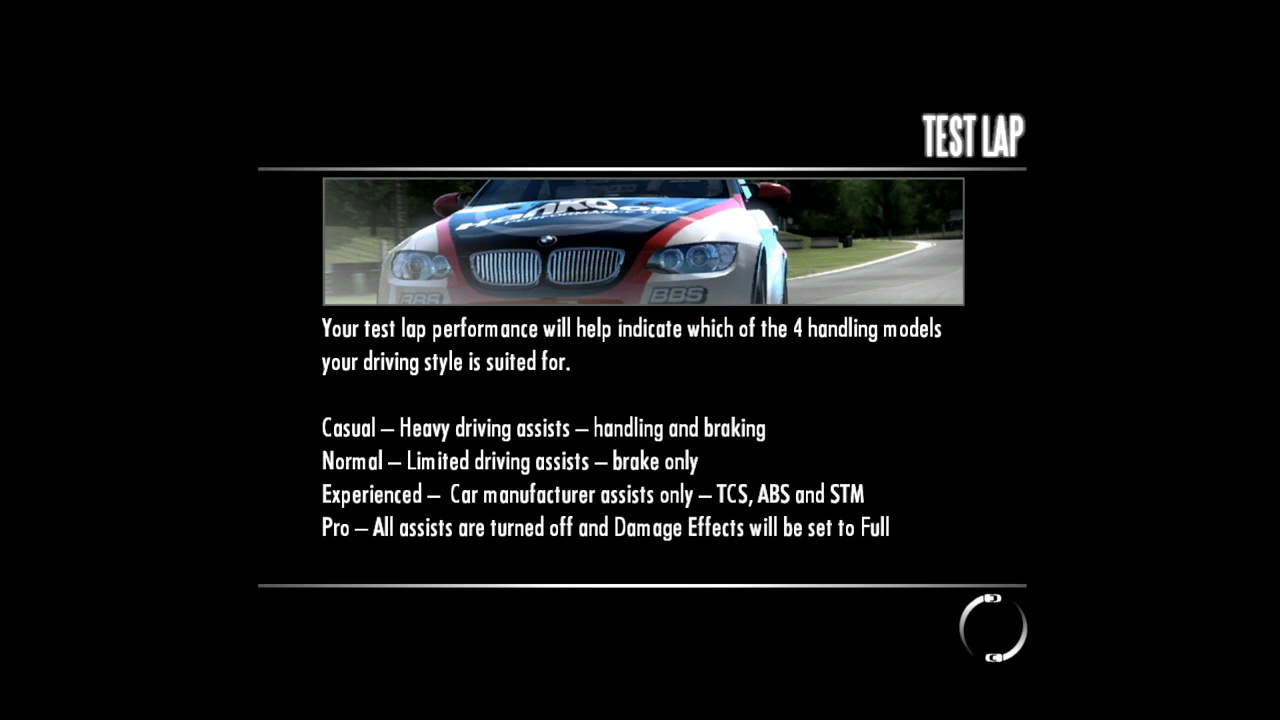 TEST LAP
HANKOOK
BBS
BBS
Your test lap performance will help indicate which of the 4 handling models
your driving style is suited for.
Casual – Heavy driving assists – handling and braking
Normal – Limited driving assists – brake only
Experienced – Car manufacturer assists only – TCS, ABS and STM
Pro – All assists are turned off and Damage Effects will be set to Full